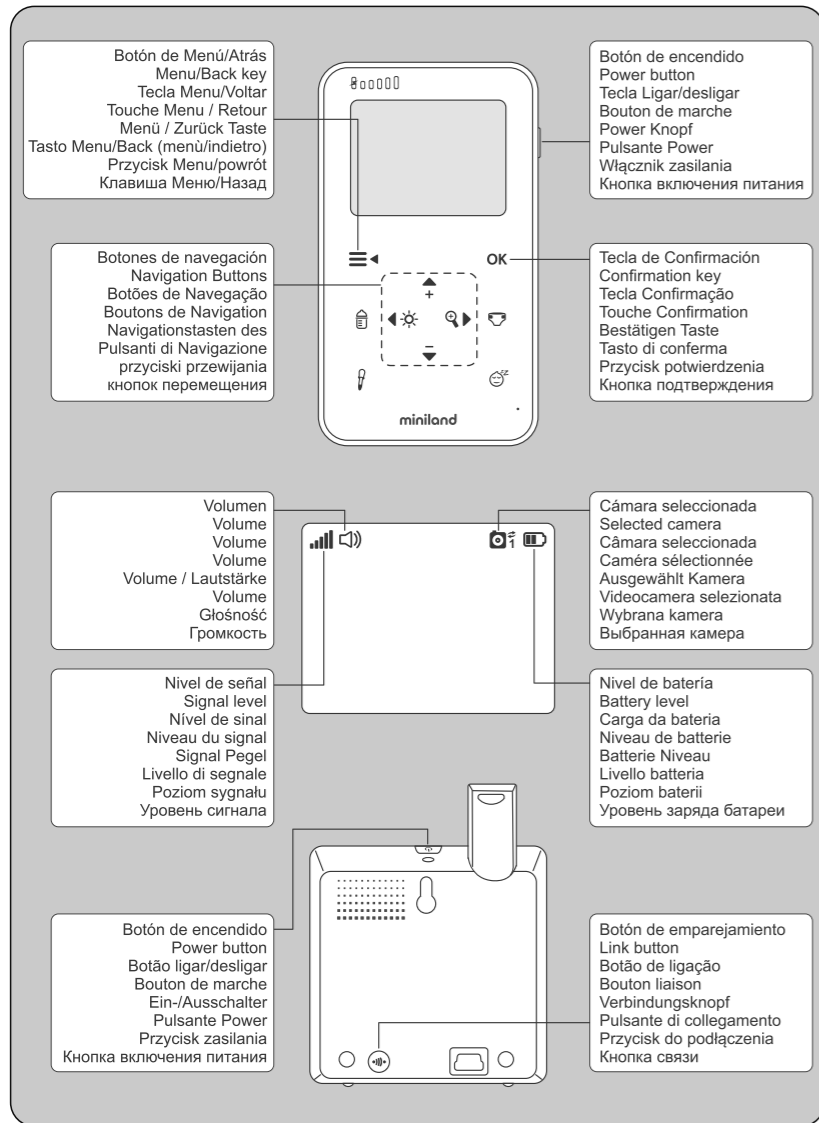 Botón de Menú/Atrás
Menu/Back key
Tecla Menu/Voltar
Touche Menu / Retour
Menü / Zurück Taste
Tasto Menu/Back (menù/indietro)
Przycisk Menu/powrót
Клавиша Меню/Назад
Botón de encendido
Power button
Tecla Ligar/desligar
Bouton de marche
Power Knopf
Pulsante Power
Włącznik zasilania
Кнопка включения питания
Botones de navegación
Navigation Buttons
Botões de Navegação
Boutons de Navigation
Navigationstasten des
Pulsanti di Navigazione
przyciski przewijania
кнопок перемещения
OK
+
−
zz
miniland
Tecla de Confirmación
Confirmation key
Tecla Confirmação
Touche Confirmation
Bestätigen Taste
Tasto di conferma
Przycisk potwierdzenia
Кнопка подтверждения
Volumen
Volume
Volume
Volume
Volume / Lautstärke
Volume
Głośność
Громкость
1
Cámara seleccionada
Selected camera
Câmara seleccionada
Caméra sélectionnée
Ausgewählt Kamera
Videocamera selezionata
Wybrana kamera
Выбранная камера
Nivel de señal
Signal level
Nível de sinal
Niveau du signal
Signal Pegel
Livello di segnale
Poziom sygnału
Уровень сигнала
Nivel de batería
Battery level
Carga da bateria
Niveau de batterie
Batterie Niveau
Livello batteria
Poziom baterii
Уровень заряда батареи
Botón de encendido
Power button
Botão ligar/desligar
Bouton de marche
Ein-/Ausschalter
Pulsante Power
Przycisk zasilania
Кнопка включения питания
Botón de emparejamiento
Link button
Botão de ligação
Bouton liaison
Verbindungsknopf
Pulsante di collegamento
Przycisk do podłączenia
Кнопка связи